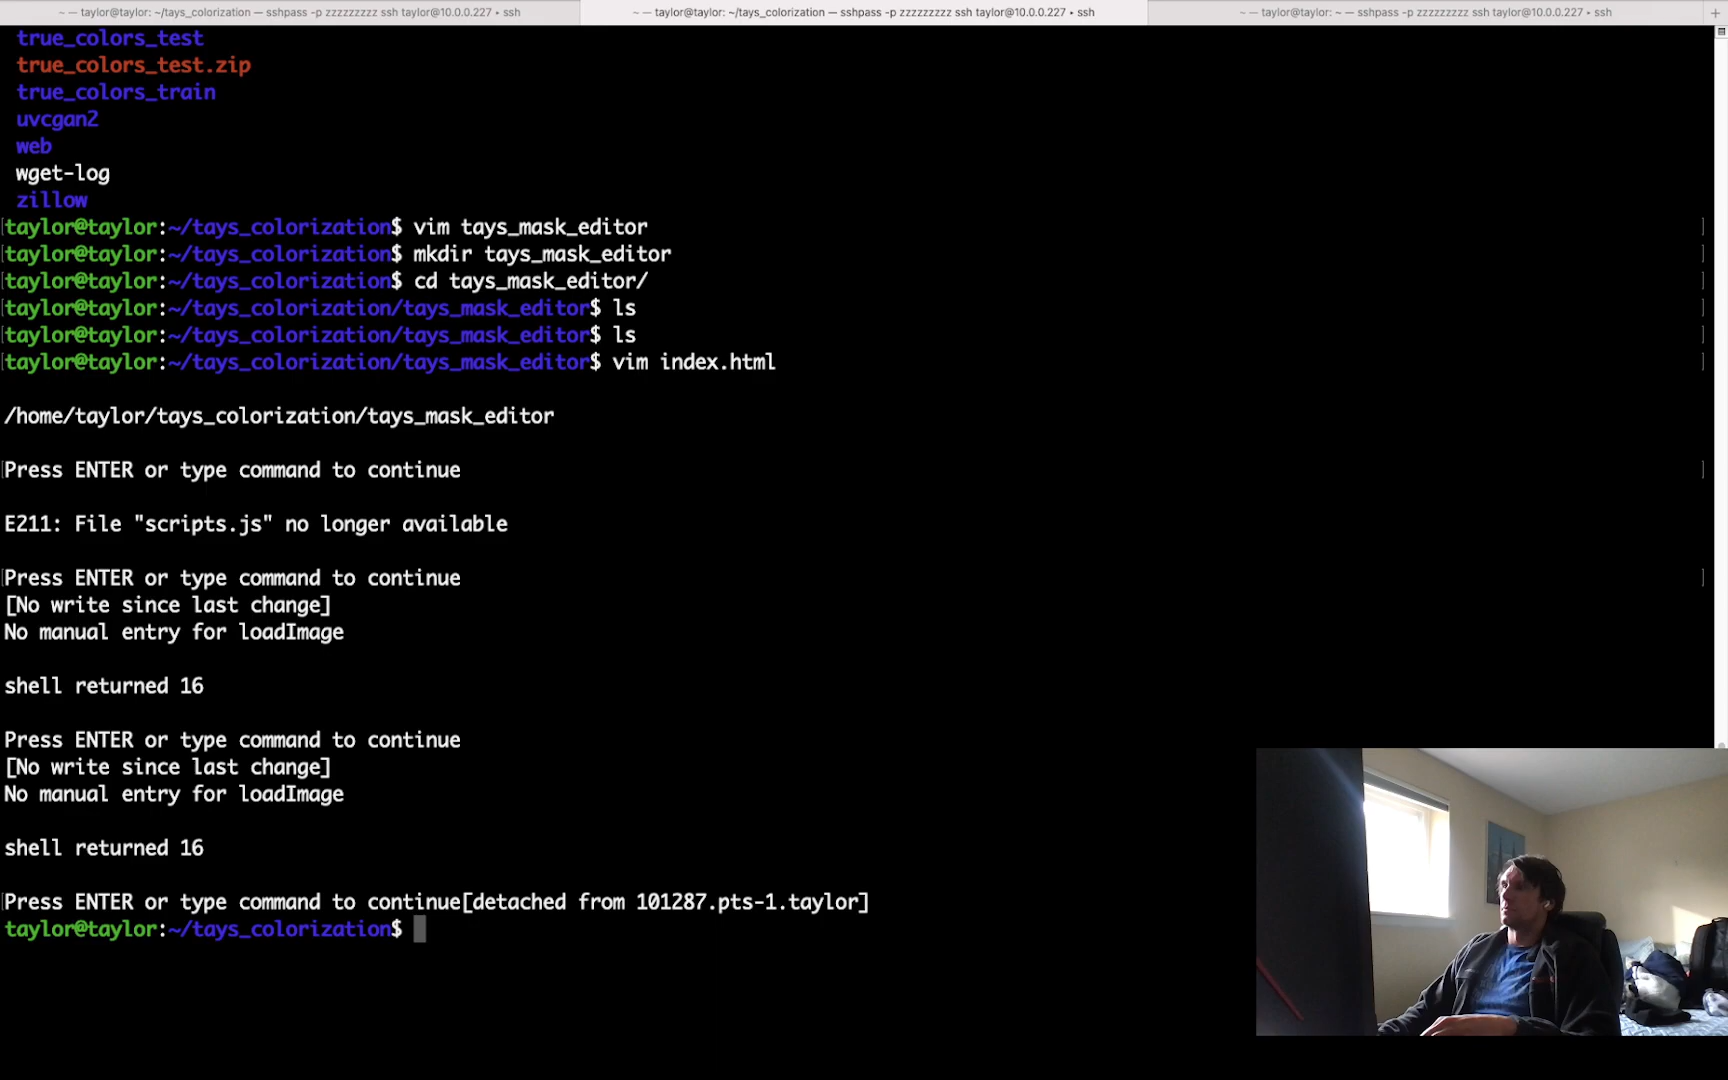 ~ — taylor@taylor: ~/tays_colorization — sshpass -p zzzzzzzzz ssh taylor@10.0.0.227 • ssh
~ — taylor@taylor: ~/tays_colorization — sshpass -p zzzzzzzzz ssh taylor@10.0.0.227 • ssh
~ — taylor@taylor: ~ — sshpass -p zzzzzzzzz ssh taylor@10.0.0.227 • ssh
true_colors_test
true_colors_test.zip
true_colors_train
uvcgan2
web
wget-log
zillow
taylor@taylor:~/tays_colorization$ vim tays_mask_editor
taylor@taylor:~/tays_colorization$ mkdir tays_mask_editor
taylor@taylor:~/tays_colorization$ cd tays_mask_editor/
taylor@taylor:~/tays_colorization/tays_mask_editor$ ls
taylor@taylor:~/tays_colorization/tays_mask_editor$ ls
taylor@taylor:~/tays_colorization/tays_mask_editor$ vim index.html
/home/taylor/tays_colorization/tays_mask_editor
Press ENTER or type command to continue
E211: File "scripts.js" no longer available
Press ENTER or type command to continue
[No write since last change]
No manual entry for loadImage
shell returned 16
Press ENTER or type command to continue
[No write since last change]
No manual entry for loadImage
shell returned 16
Press ENTER or type command to continue[detached from 101287.pts-1.taylor]
taylor@taylor:~/tays_colorization$